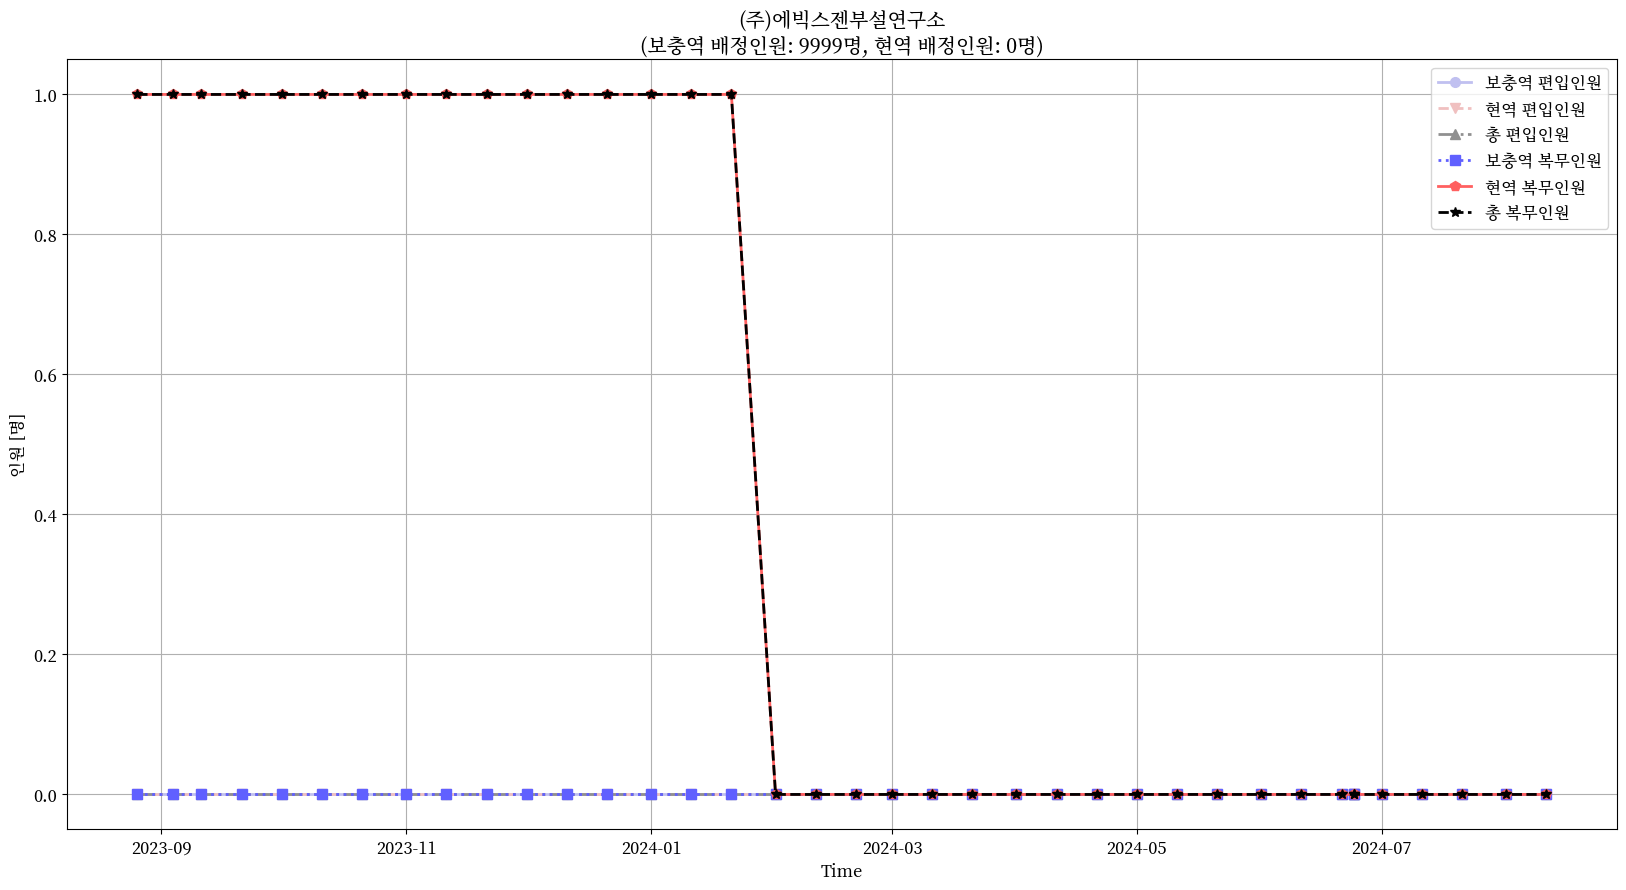 (주)에빅스젠부설연구소
(보충역 배정인원: 9999명, 현역 배정인원: 0명)
보충역 편입인원
현역 편입인원
총 편입인원
보충역 복무인원
현역 복무인원
총 복무인원
1.0
0.8
0.6
0.4
0.2
0.0
인원 [명]
2023-09
2023-11
2024-01
2024-03
2024-05
2024-07
Time